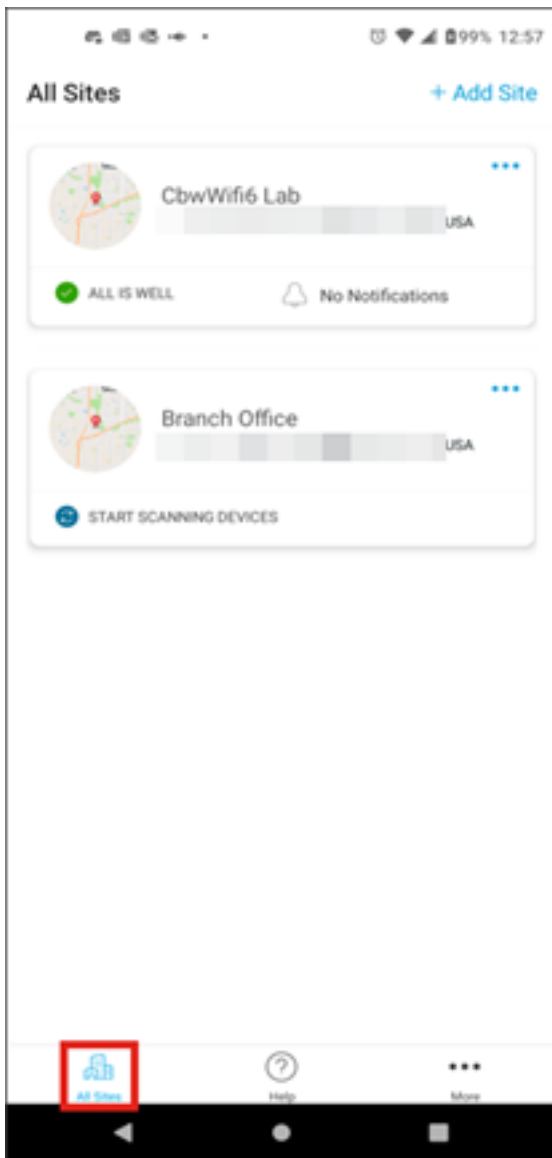 99% 12:57
All Sites
+ Add Site
CbwWifi6 Lab
USA
ALL IS WELL
No Notifications
Branch Office
USA
START SCANNING DEVICES
All Sites
Help
More